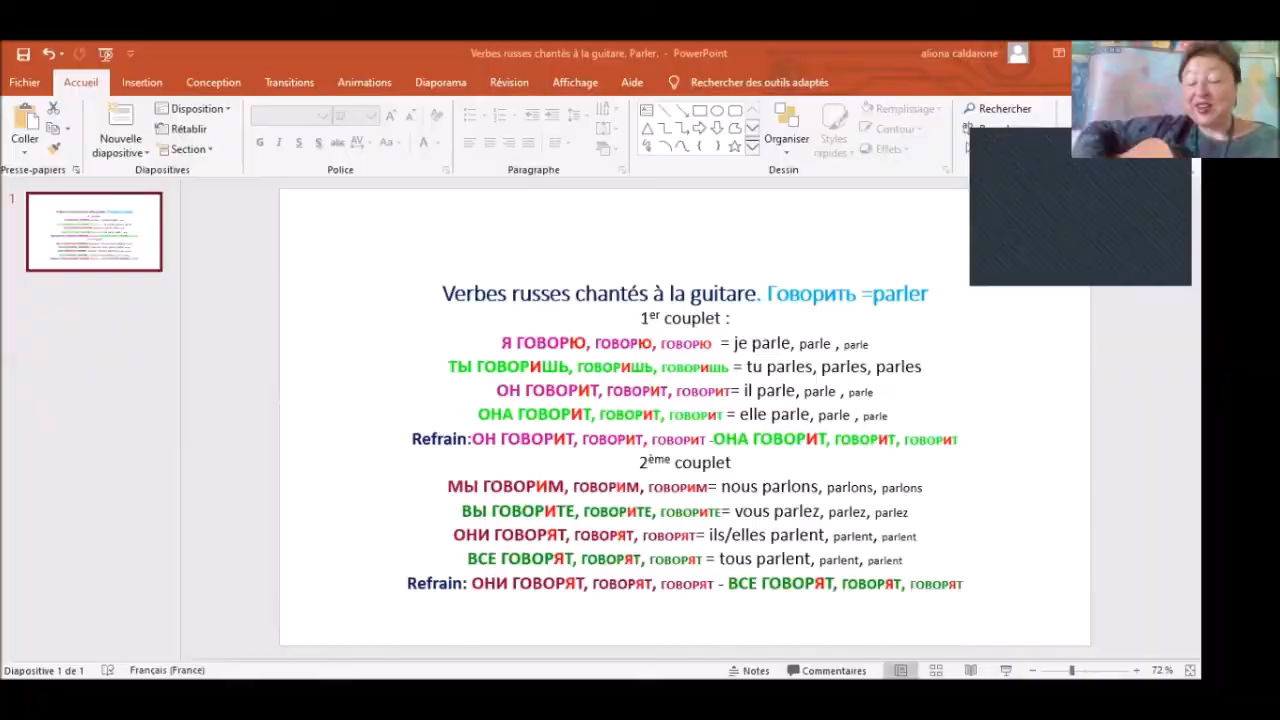 Verbes russes chantés à la guitare. Parler. - PowerPoint
aliona caldarone
Fichier Accueil Insertion Conception Transitions Animations Diaporama Révision Affichage Aide Rechercher des outils adaptés
Coller
Nouvelle diapositive
Disposition
Rétablir
Section
Organiser
Styles rapides
Remplissage
Contour
Effets
Rechercher
Presse-papiers Diapositives Police Paragraphe Dessin
1
Verbes russes chantés à la guitare. Говорить =parler
1er couplet :
Я ГОВОРЮ, ГОВОРЮ, ГОВОРЮ = je parle, parle , parle
ТЫ ГОВОРИШЬ, ГОВОРИШЬ, ГОВОРИШЬ = tu parles, parles, parles
ОН ГОВОРИТ, ГОВОРИТ, ГОВОРИТ= il parle, parle , parle
ОНА ГОВОРИТ, ГОВОРИТ, ГОВОРИТ = elle parle, parle , parle
Refrain:ОН ГОВОРИТ, ГОВОРИТ, ГОВОРИТ -ОНА ГОВОРИТ, ГОВОРИТ, ГОВОРИТ
2ème couplet
МЫ ГОВОРИМ, ГОВОРИМ, ГОВОРИМ= nous parlons, parlons, parlons
ВЫ ГОВОРИТЕ, ГОВОРИТЕ, ГОВОРИТЕ= vous parlez, parlez, parlez
ОНИ ГОВОРЯТ, ГОВОРЯТ, ГОВОРЯТ= ils/elles parlent, parlent, parlent
ВСЕ ГОВОРЯТ, ГОВОРЯТ, ГОВОРЯТ = tous parlent, parlent, parlent
Refrain: ОНИ ГОВОРЯТ, ГОВОРЯТ, ГОВОРЯТ - ВСЕ ГОВОРЯТ, ГОВОРЯТ, ГОВОРЯТ
Diapositive 1 de 1 Français (France) Notes Commentaires 72 %